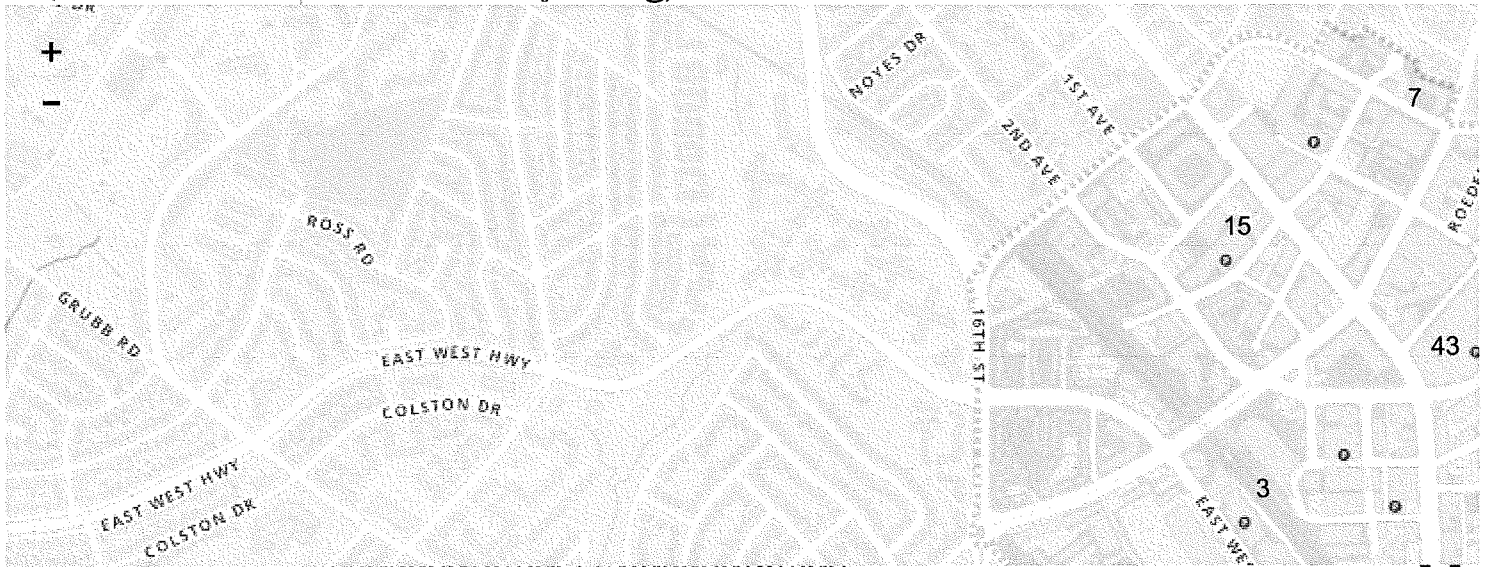 +
−
NOYES DR
1ST AVE
2ND AVE
7
15
ROSS RD
GRUBB RD
16TH ST
EAST WEST HWY
43
COLSTON DR
EAST WEST HWY
COLSTON DR
3